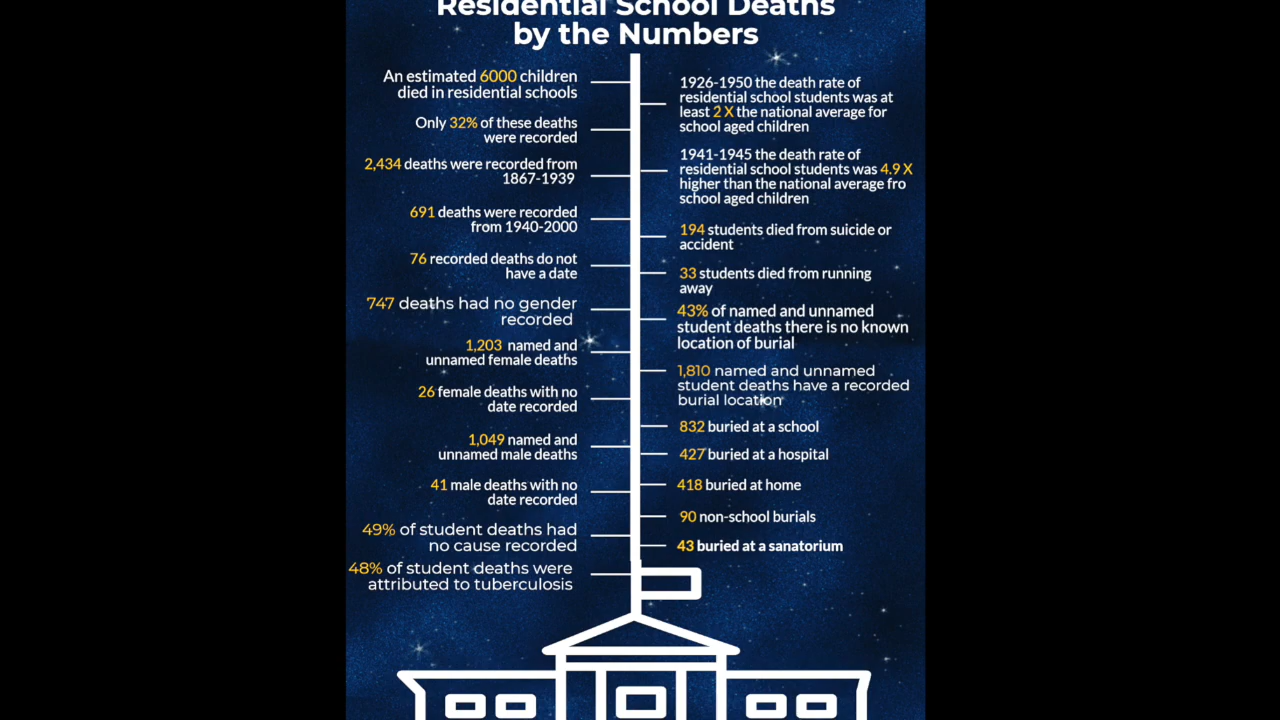 Residential School Deaths
by the Numbers
An estimated 6000 children
died in residential schools
Only 32% of these deaths
were recorded
2,434 deaths were recorded from
1867-1939
691 deaths were recorded
from 1940-2000
76 recorded deaths do not
have a date
747 deaths had no gender
recorded
1,203 named and
unnamed female deaths
26 female deaths with no
date recorded
1,049 named and
unnamed male deaths
41 male deaths with no
date recorded
49% of student deaths had
no cause recorded
48% of student deaths were
attributed to tuberculosis
1926-1950 the death rate of
residential school students was at
least 2 X the national average for
school aged children
1941-1945 the death rate of
residential school students was 4.9 X
higher than the national average fro
school aged children
194 students died from suicide or
accident
33 students died from running
away
43% of named and unnamed
student deaths there is no known
location of burial
1,810 named and unnamed
student deaths have a recorded
burial location
832 buried at a school
427 buried at a hospital
418 buried at home
90 non-school burials
43 buried at a sanatorium